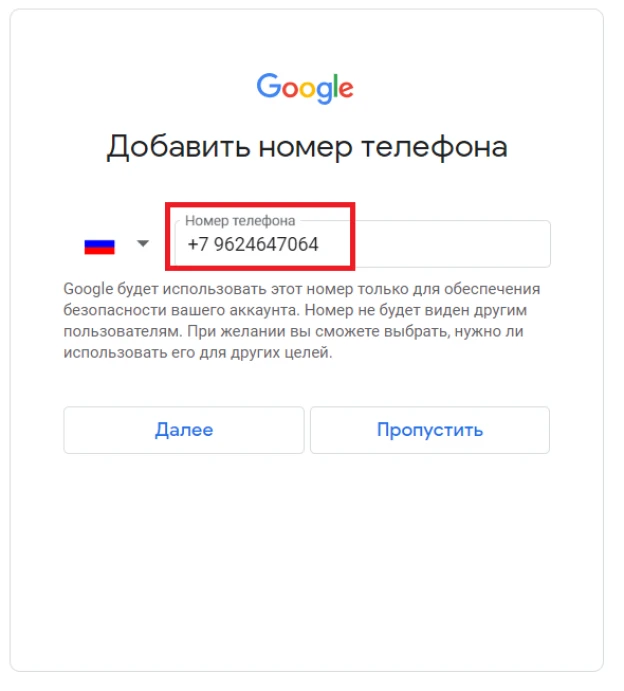 Google
Добавить номер телефона
Номер телефона
+7 9624647064
Google будет использовать этот номер только для обеспечения
безопасности вашего аккаунта. Номер не будет виден другим
пользователям. При желании вы сможете выбрать, нужно ли
использовать его для других целей.
Далее
Пропустить